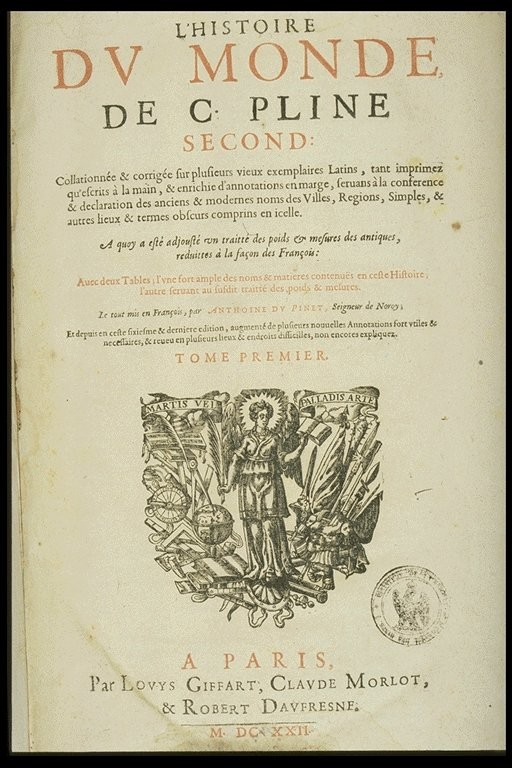 L'HISTOIRE
DV MONDE,
DE C. PLINE
SECOND:
Collationnée & corrigée sur plusieurs vieux exemplaires Latins, tant imprimez
qu'escrits à la main, & enrichie d'annotations en marge, seruans à la conference
& declaration des anciens & modernes noms des Villes, Regions, Simples, &
autres lieux & termes obscurs comprins en icelle.
A quoy a esté adjousté vn traitté des poids & mesures des antiques,
reduittes à la façon des François:
Auec deux Tables; l'vne fort ample des noms & matieres contenuës en ceste Histoire,
l'autre seruant au susdit traitté des poids & mesures.
Le tout mis en François, par ANTHOINE DV PINET, Seigneur de Noroy;
Et depuis en ceste sixiesme & derniere edition, augmenté de plusieurs nouuelles Annotations fort vtiles &
necessaires, & reueu en plusieurs lieux & endroits difficilles, non encores expliquez.
TOME PREMIER.
MARTIS VEL
PALLADIS ARTE
A PARIS,
Par LOVYS GIFFART, CLAVDE MORLOT,
& ROBERT DAVFRESNE.
M. DC. XXII.